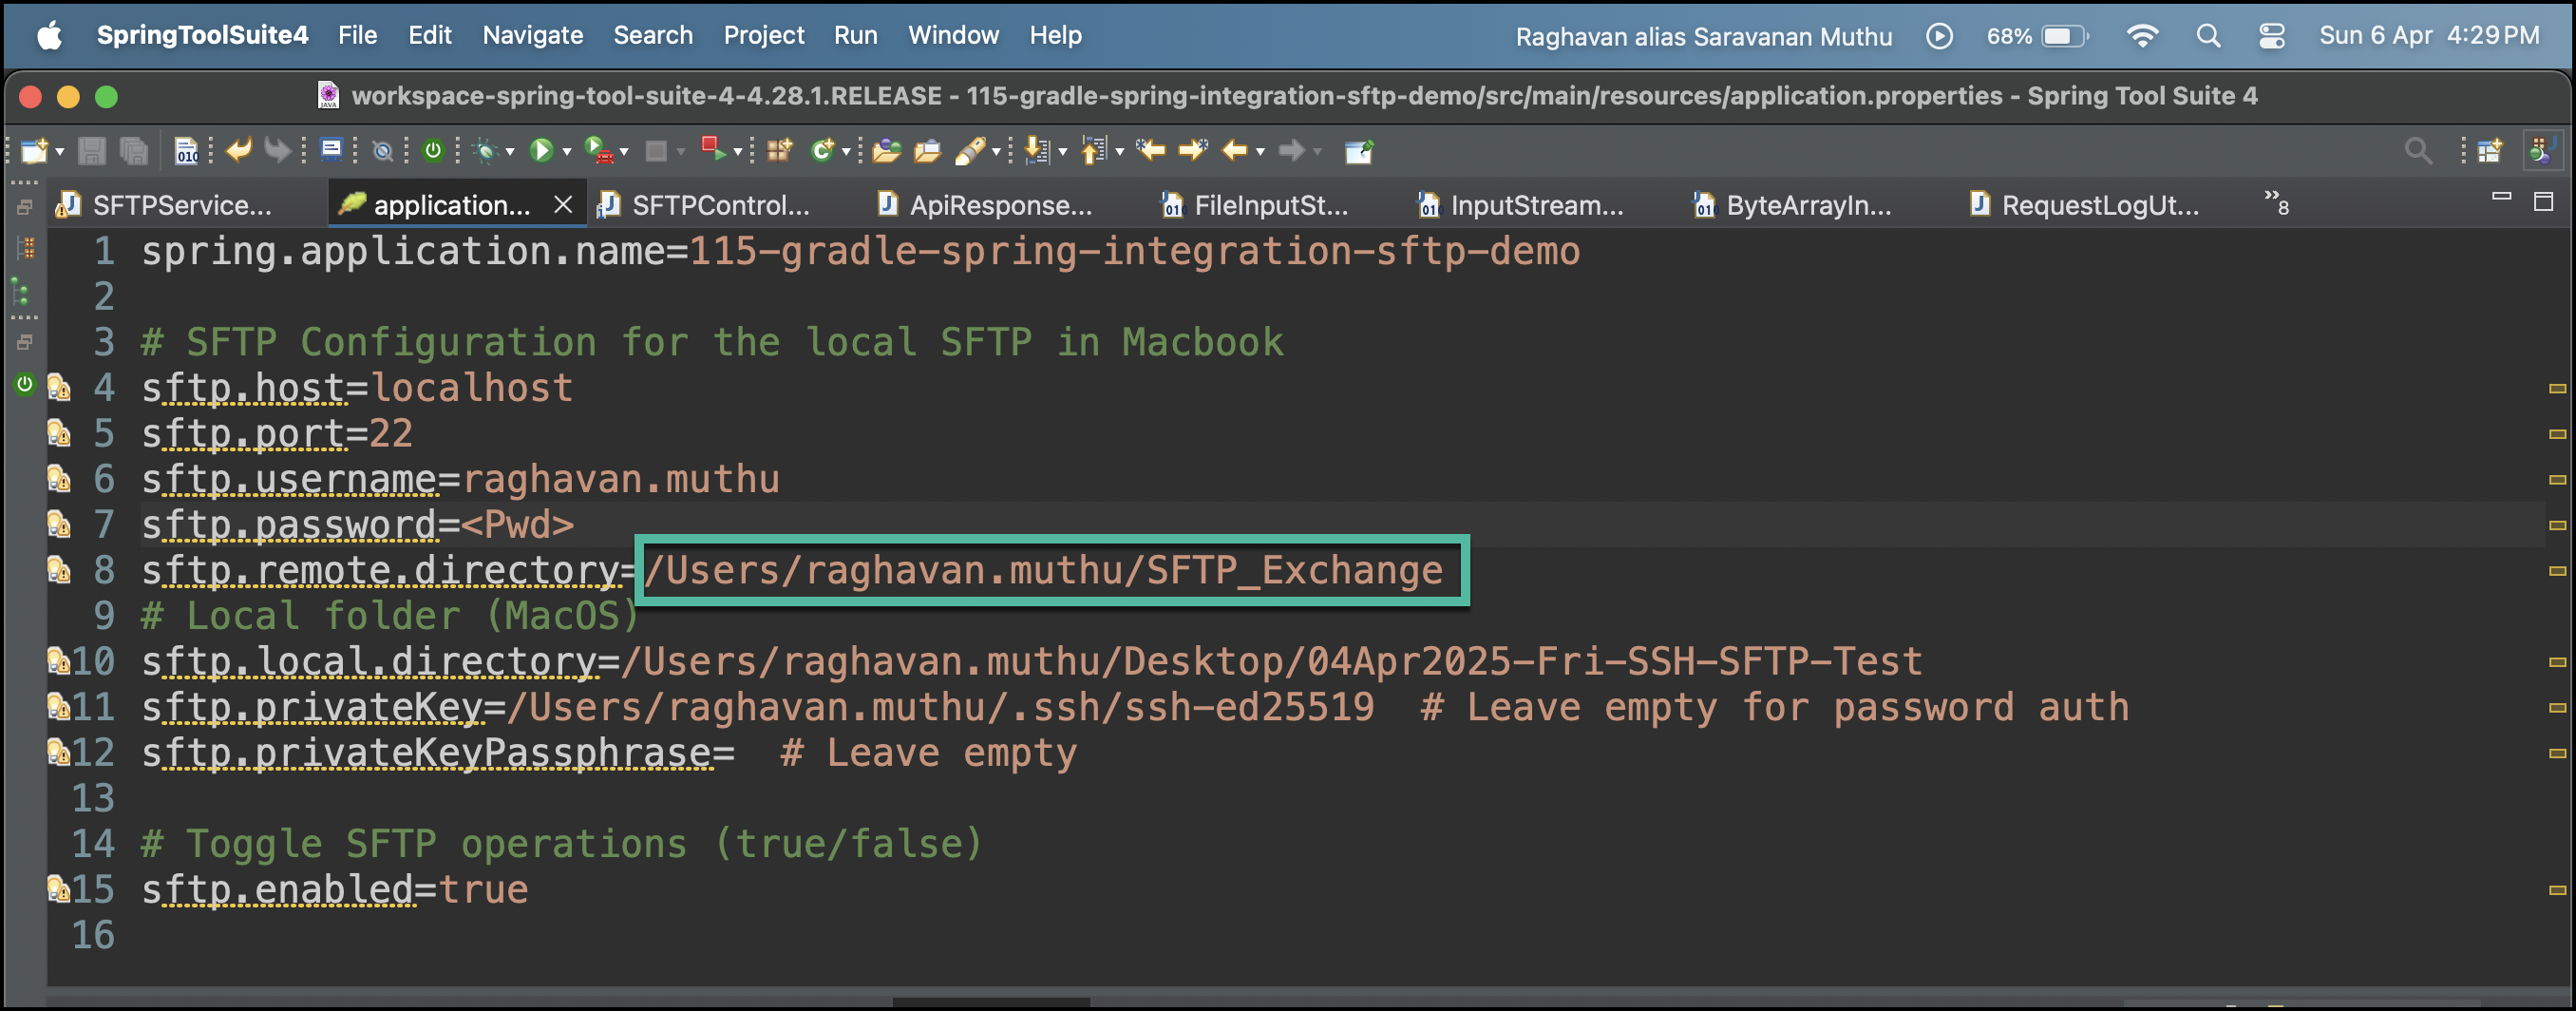 SpringToolSuite4 File Edit Navigate Search Project Run Window Help Raghavan alias Saravanan Muthu 68% Sun 6 Apr 4:29 PM
workspace-spring-tool-suite-4-4.28.1.RELEASE - 115-gradle-spring-integration-sftp-demo/src/main/resources/application.properties - Spring Tool Suite 4
SFTPService... application... SFTPControl... ApiResponse... FileInputSt... InputStream... ByteArrayIn... RequestLogUt... »8
1 spring.application.name=115-gradle-spring-integration-sftp-demo
2
3 # SFTP Configuration for the local SFTP in Macbook
4 sftp.host=localhost
5 sftp.port=22
6 sftp.username=raghavan.muthu
7 sftp.password=<Pwd>
8 sftp.remote.directory=/Users/raghavan.muthu/SFTP_Exchange
9 # Local folder (MacOS)
10 sftp.local.directory=/Users/raghavan.muthu/Desktop/04Apr2025-Fri-SSH-SFTP-Test
11 sftp.privateKey=/Users/raghavan.muthu/.ssh/ssh-ed25519  # Leave empty for password auth
12 sftp.privateKeyPassphrase=  # Leave empty
13
14 # Toggle SFTP operations (true/false)
15 sftp.enabled=true
16